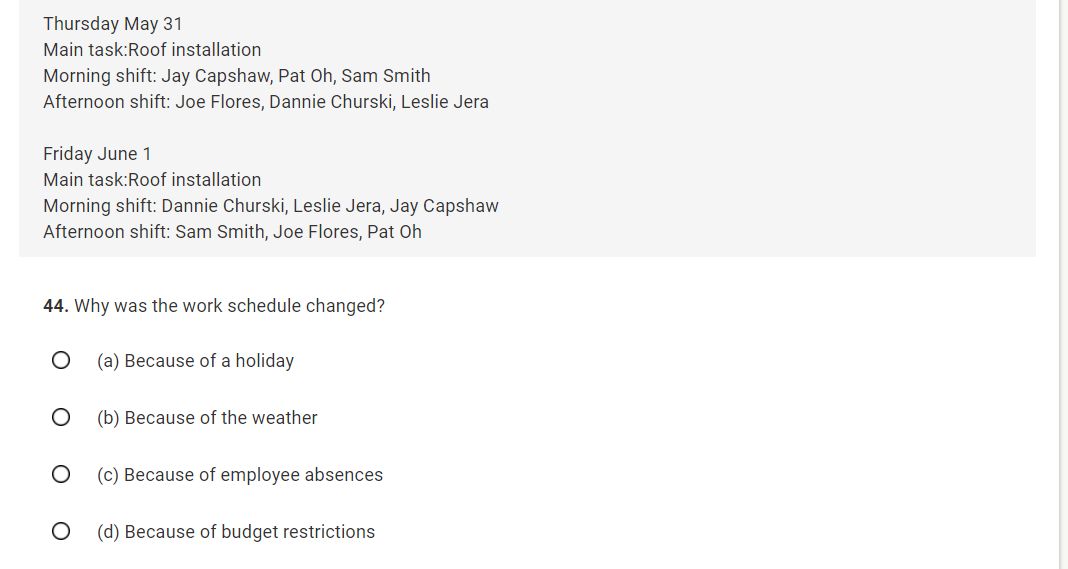 Thursday May 31
Main task:Roof installation
Morning shift: Jay Capshaw, Pat Oh, Sam Smith
Afternoon shift: Joe Flores, Dannie Churski, Leslie Jera
Friday June 1
Main task:Roof installation
Morning shift: Dannie Churski, Leslie Jera, Jay Capshaw
Afternoon shift: Sam Smith, Joe Flores, Pat Oh
44. Why was the work schedule changed?
(a) Because of a holiday
(b) Because of the weather
(c) Because of employee absences
(d) Because of budget restrictions